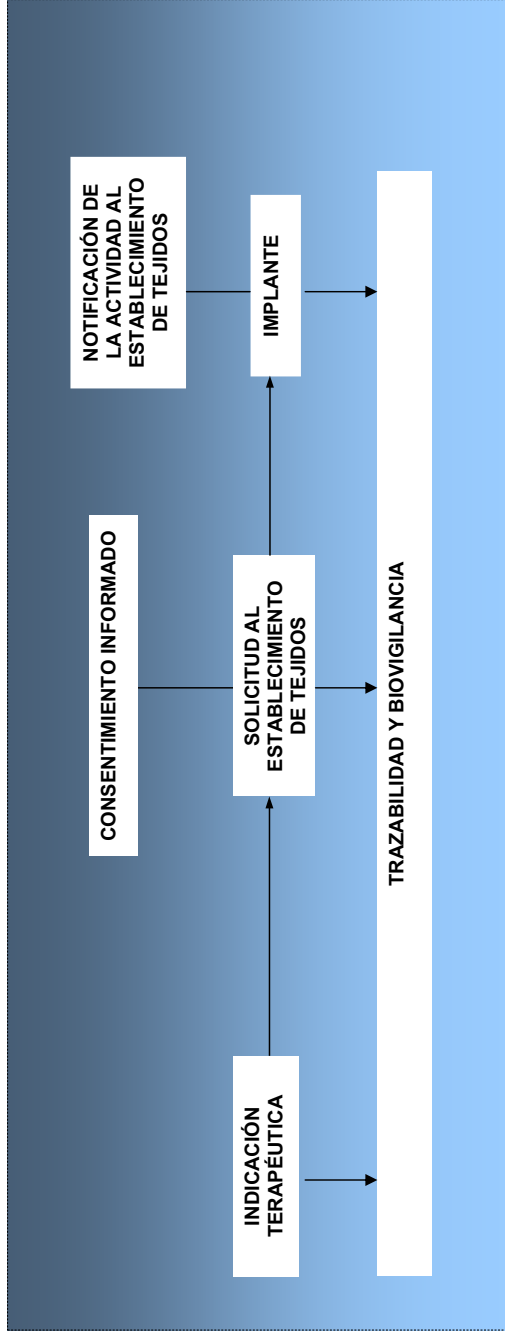 CONSENTIMIENTO INFORMADO
NOTIFICACIÓN DE
LA ACTIVIDAD AL
ESTABLECIMIENTO
DE TEJIDOS
INDICACIÓN
TERAPÉUTICA
SOLICITUD AL
ESTABLECIMIENTO
DE TEJIDOS
IMPLANTE
TRAZABILIDAD Y BIOVIGILANCIA